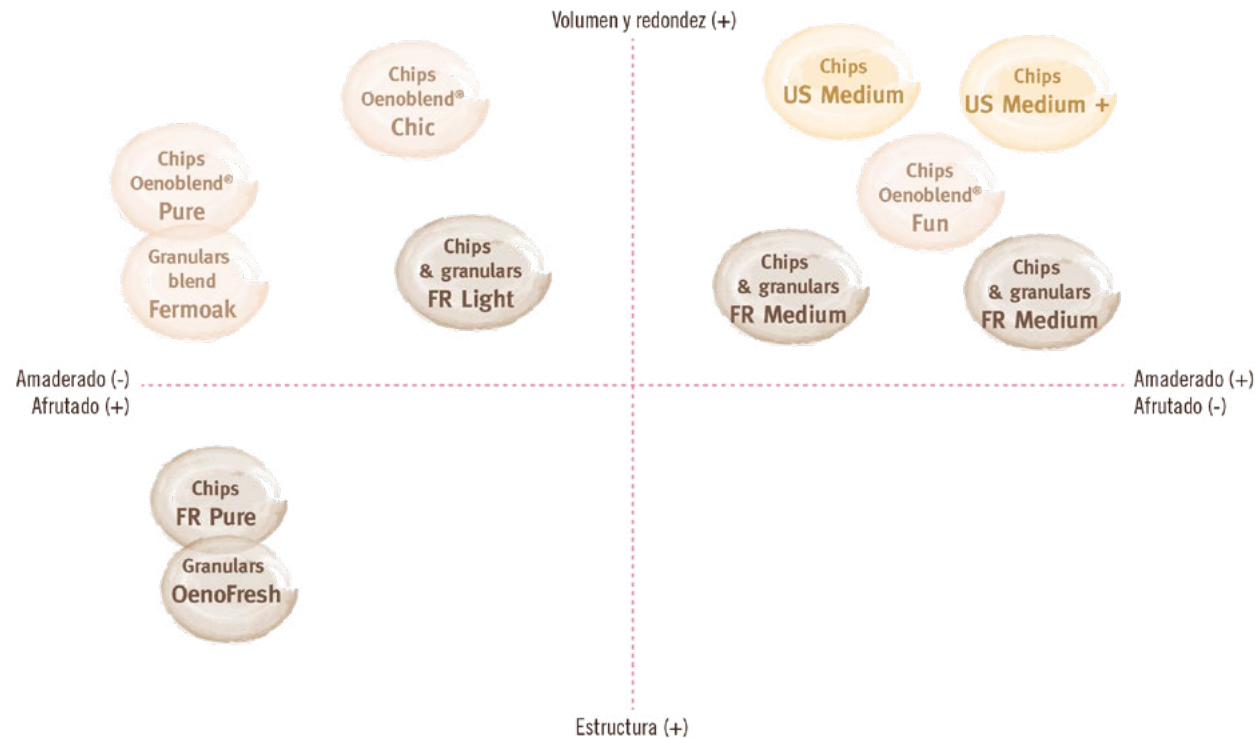 Volumen y redondez (+)
Chips
Oenoblend®
Chic
Chips
US Medium
Chips
US Medium +
Chips
Oenoblend®
Pure
Chips
Oenoblend®
Fun
Granulars
blend
Fermoak
Chips
& granulars
FR Light
Chips
& granulars
FR Medium
Chips
& granulars
FR Medium
Amaderado (-)
Afrutado (+)
Amaderado (+)
Afrutado (-)
Chips
FR Pure
Granulars
OenoFresh
Estructura (+)